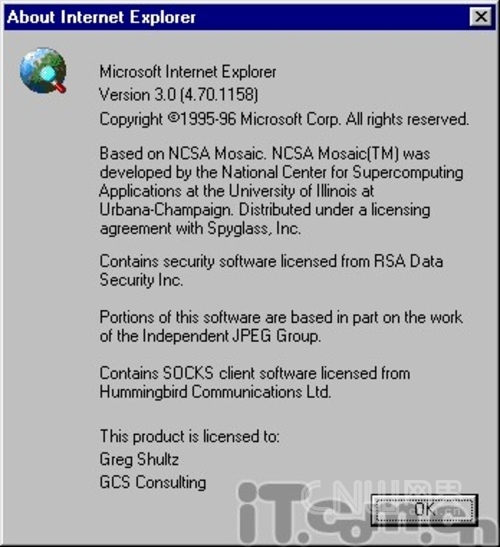 About Internet Explorer
Microsoft Internet Explorer
Version 3.0 (4.70.1158)
Copyright ©1995-96 Microsoft Corp. All rights reserved.
Based on NCSA Mosaic. NCSA Mosaic(TM) was
developed by the National Center for Supercomputing
Applications at the University of Illinois at
Urbana-Champaign. Distributed under a licensing
agreement with Spyglass, Inc.
Contains security software licensed from RSA Data
Security Inc.
Portions of this software are based in part on the work
of the Independent JPEG Group.
Contains SOCKS client software licensed from
Hummingbird Communications Ltd.
This product is licensed to:
Greg Shultz
GCS Consulting
OK
iT.com.cn